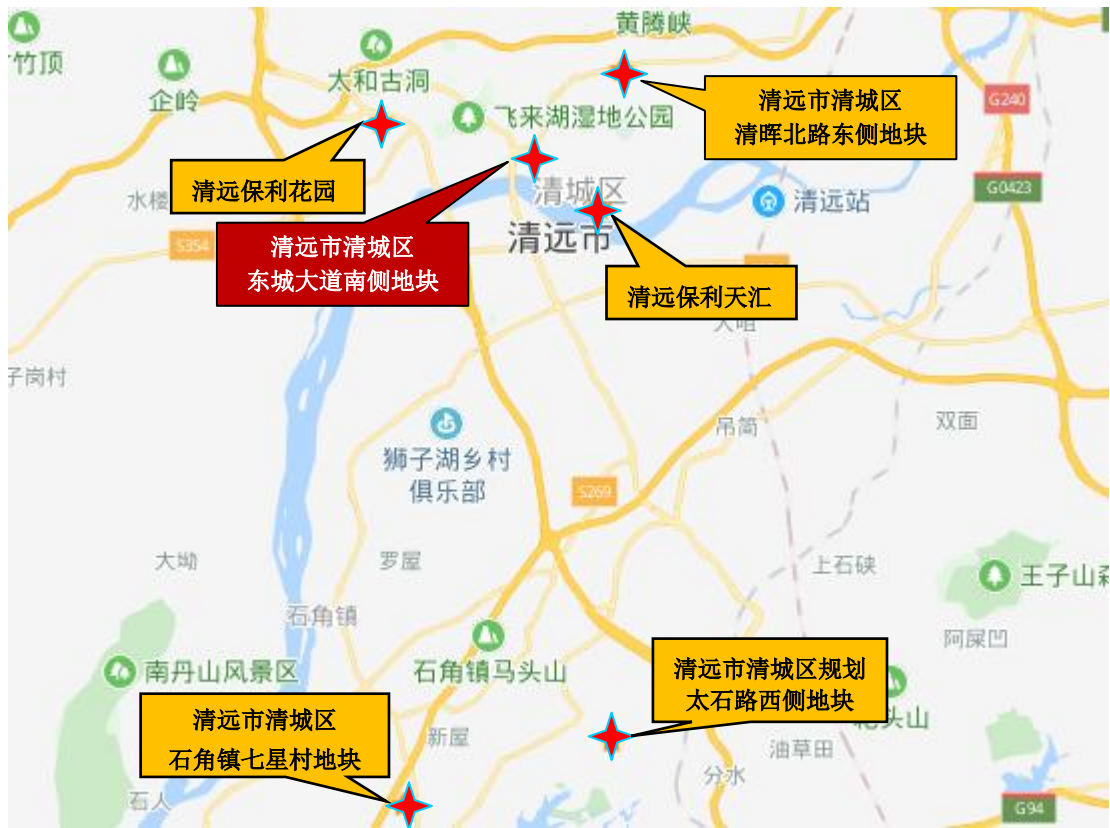 黄腾峡
竹顶
太和古洞
企岭
清远市清城区
清晖北路东侧地块
G240
飞来湖湿地公园
清远保利花园
水楼
清城区
清远站
G0423
S354
清远市
清远市清城区
东城大道南侧地块
清远保利天汇
子岗村
狮子湖乡村
俱乐部
吊简
双面
S269
大坳
罗屋
上石硖
王子山森
石角镇
阿屎凹
南丹山风景区
石角镇马头山
清远市清城区规划
太石路西侧地块
头山
清远市清城区
石角镇七星村地块
新屋
油草田
分水
石人
G94